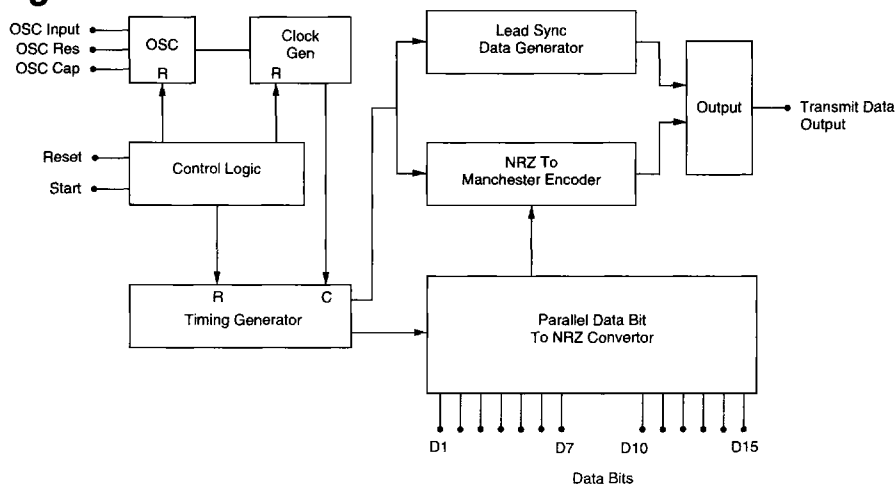 OSC Input
OSC Res
OSC Cap
OSC
R
Clock
Gen
R
Lead Sync
Data Generator
Output
Transmit Data
Output
Reset
Start
Control Logic
NRZ To
Manchester Encoder
R
C
Timing Generator
Parallel Data Bit
To NRZ Convertor
D1
D7
D10
D15
Data Bits